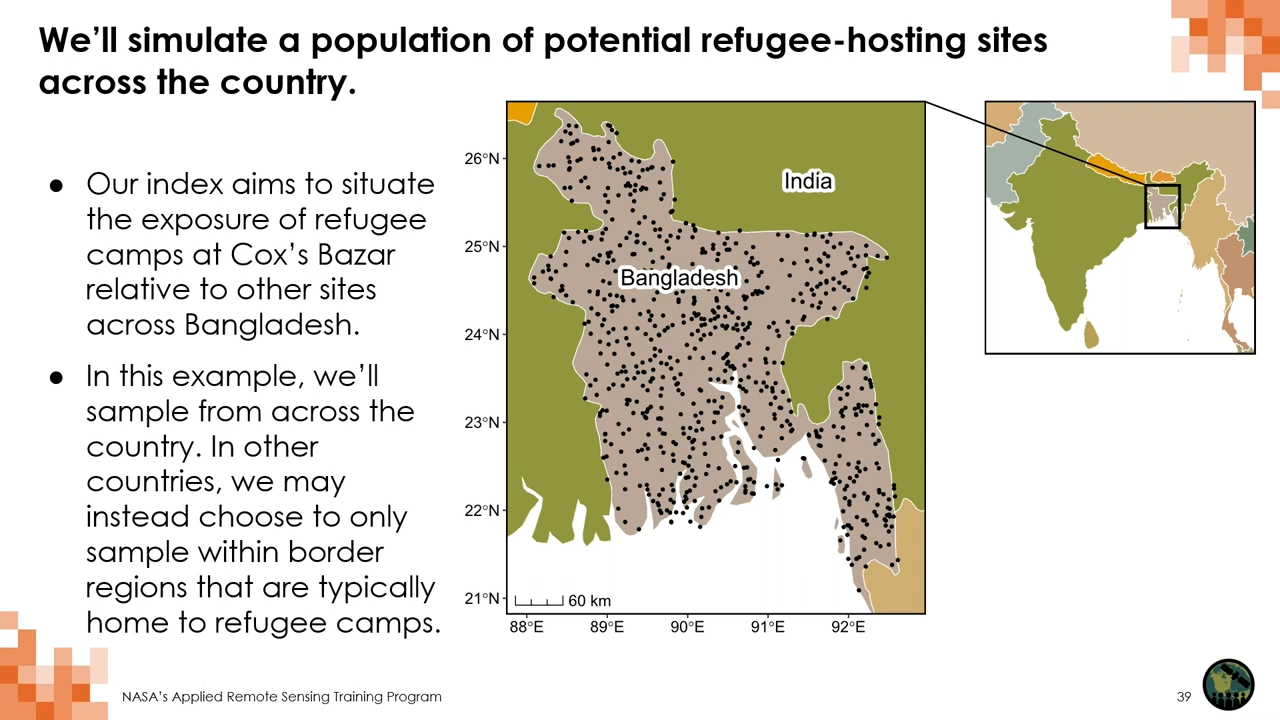 We’ll simulate a population of potential refugee-hosting sites
across the country.
● Our index aims to situate
the exposure of refugee
camps at Cox’s Bazar
relative to other sites
across Bangladesh.
● In this example, we’ll
sample from across the
country. In other
countries, we may
instead choose to only
sample within border
regions that are typically
home to refugee camps.
26°N
25°N
24°N
23°N
22°N
21°N
India
Bangladesh
60 km
88°E 89°E 90°E 91°E 92°E
NASA’s Applied Remote Sensing Training Program
39